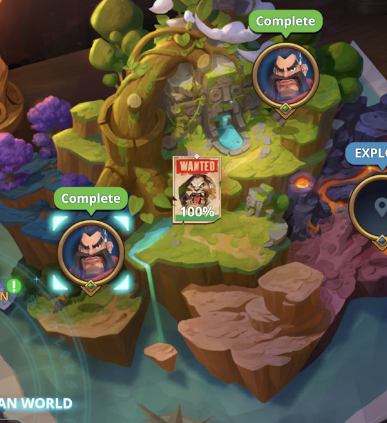 Complete
WANTED
EXPLO
100%
Complete
N
!
AN WORLD